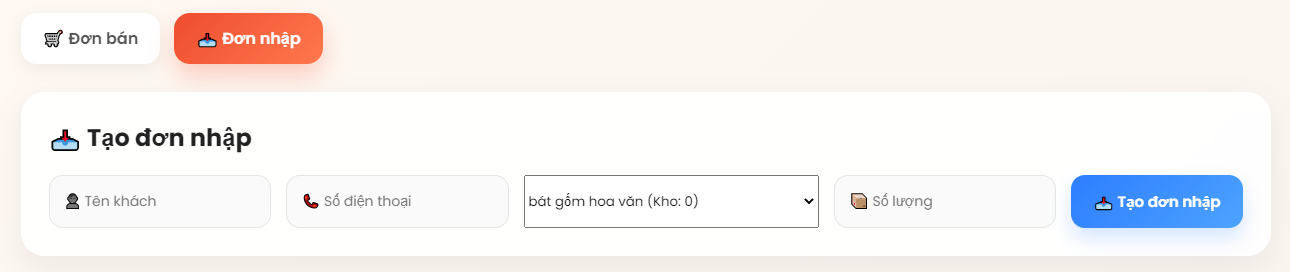 Đơn bán
Đơn nhập
Tạo đơn nhập
Tên khách
Số điện thoại
bát gốm hoa văn (Kho: 0)
Số lượng
Tạo đơn nhập